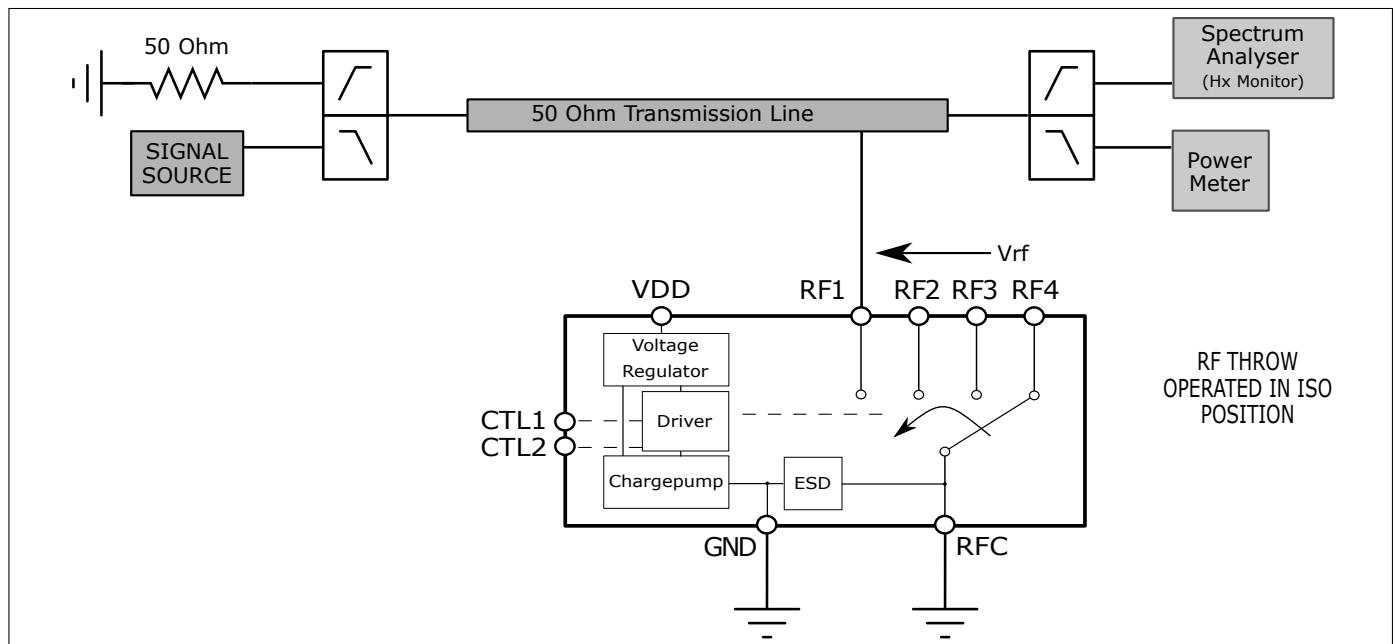 50 Ohm
SIGNAL
SOURCE
50 Ohm Transmission Line
Spectrum
Analyser
(Hx Monitor)
Power
Meter
Vrf
VDD
RF1
RF2
RF3
RF4
Voltage
Regulator
CTL1
CTL2
Driver
Chargepump
ESD
GND
RFC
RF THROW
OPERATED IN ISO
POSITION